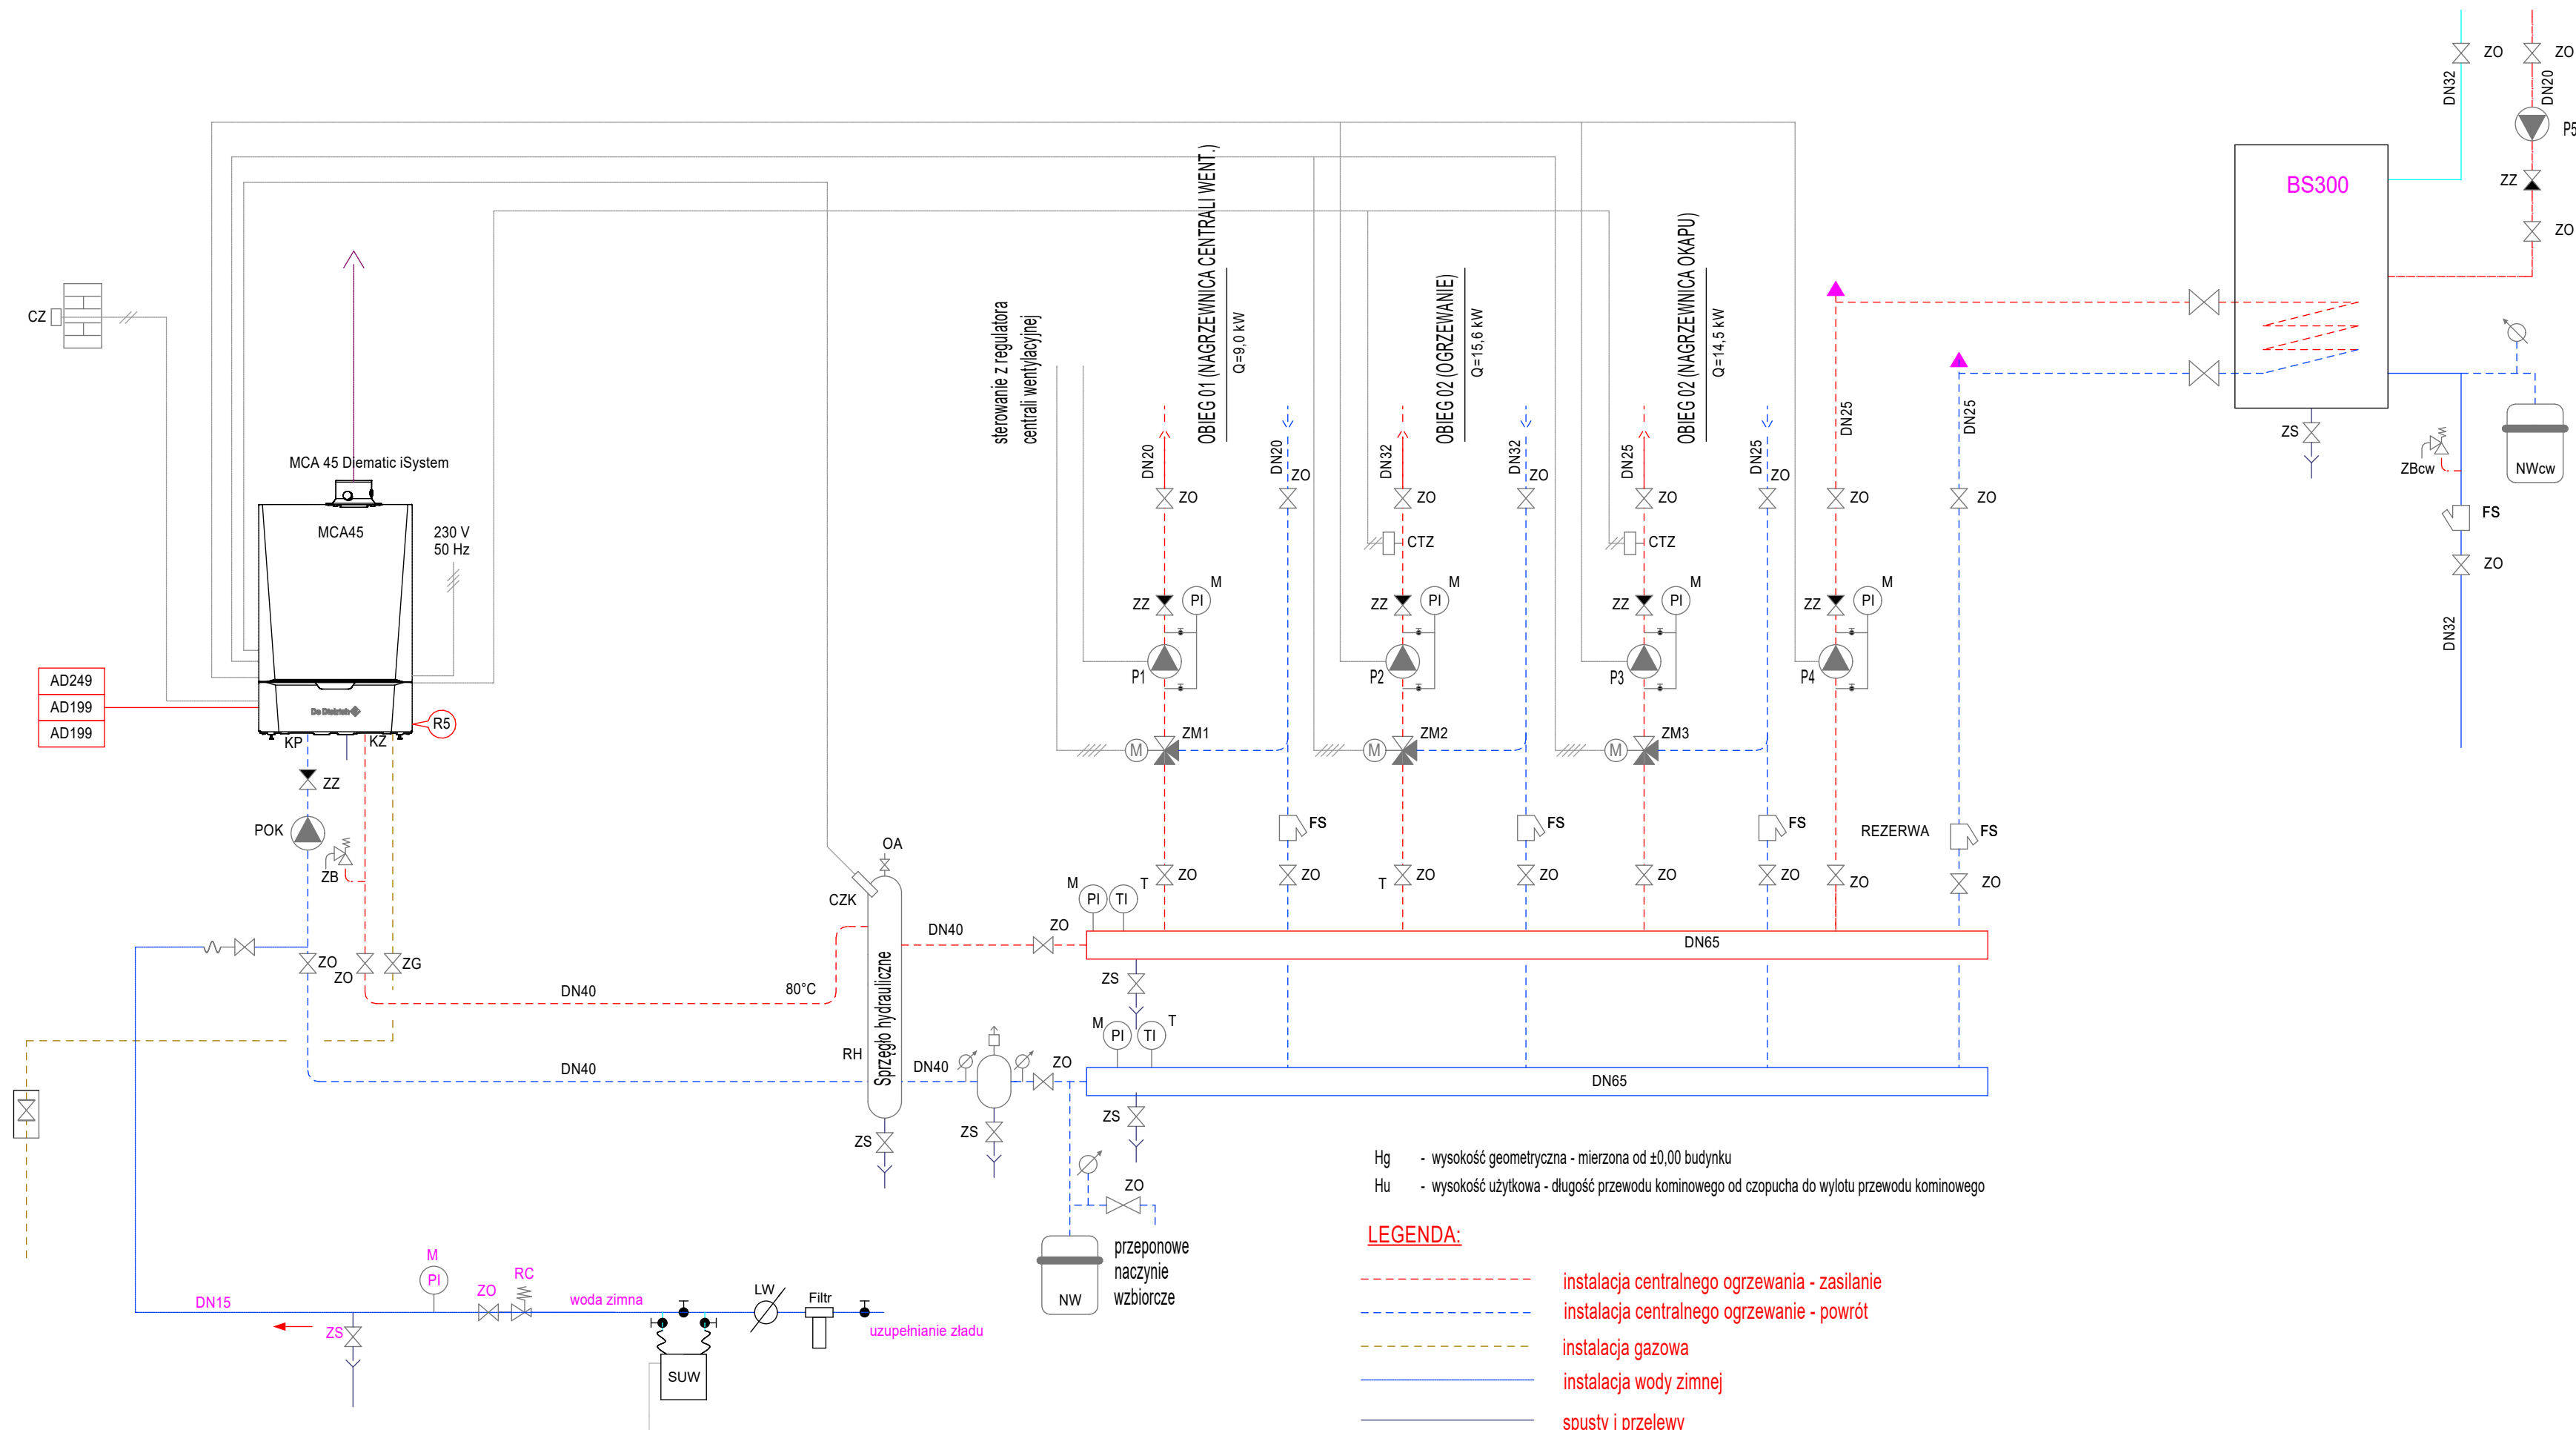 ZO
ZO
DN32
DN20
P5
ZZ
ZO
BS300
CZ
MCA 45 Diematic iSystem
MCA45
230 V
50 Hz
AD249
AD199
AD199
De Dietrich
R5
KP
KZ
ZZ
POK
ZB
ZO
ZO
ZG
DN40
80°C
DN40
OA
CZK
RH
Sprzęgło hydrauliczne
ZS
DN40
ZO
DN40
ZO
ZS
sterowanie z regulatora
centrali wentylacyjnej
OBIEG 01 (NAGRZEWNICA CENTRALI WENT.)
Q=9,0 kW
OBIEG 02 (OGRZEWANIE)
Q=15,6 kW
OBIEG 02 (NAGRZEWNICA OKAPU)
Q=14,5 kW
DN20
DN20
DN32
DN32
DN25
DN25
DN25
DN25
ZO
ZO
ZO
ZO
ZO
ZO
ZO
ZO
CTZ
CTZ
ZZ
PI
M
ZZ
PI
M
ZZ
PI
M
ZZ
PI
M
P1
P2
P3
P4
M
ZM1
M
ZM2
M
ZM3
FS
FS
FS
REZERWA
FS
M
PI
TI
T
ZO
ZO
T
ZO
ZO
ZO
ZO
ZO
ZO
DN65
ZS
M
PI
TI
T
DN65
ZS
ZO
NW
przeponowe
naczynie
wzbiorcze
ZS
ZBcw
NWcw
FS
ZO
DN32
DN15
M
PI
ZO
RC
ZS
woda zimna
SUW
LW
Filtr
uzupełnianie zładu
Hg - wysokość geometryczna - mierzona od ±0,00 budynku
Hu - wysokość użytkowa - długość przewodu kominowego od czopucha do wylotu przewodu kominowego
LEGENDA:
instalacja centralnego ogrzewania - zasilanie
instalacja centralnego ogrzewanie - powrót
instalacja gazowa
instalacja wody zimnej
spusty i przelewy